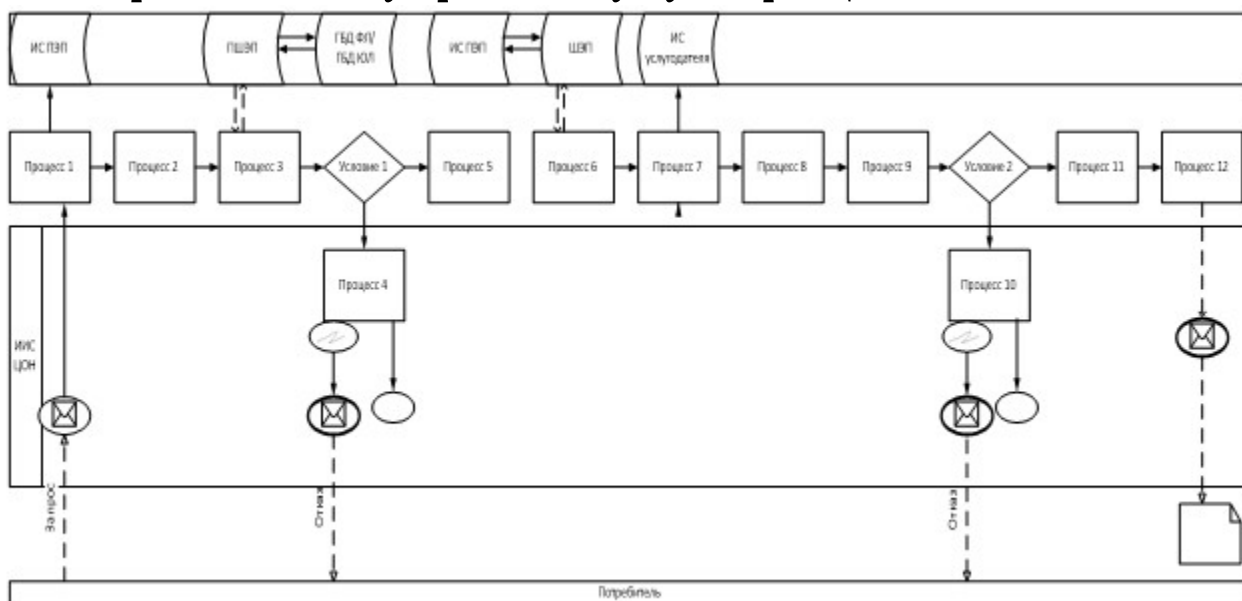 ИС ПЭП
ПШЭП
ГБД ФЛ/
ГБД ЮЛ
ИС ПЭП
ШЭП
ИС
услугодателя
Процесс 1
Процесс 2
Процесс 3
Условие 1
Процесс 5
Процесс 6
Процесс 7
Процесс 8
Процесс 9
Условие 2
Процесс 11
Процесс 12
Процесс 4
Процесс 10
ИИС
ЦОН
Запрос
Отказ
Отказ
Потребитель